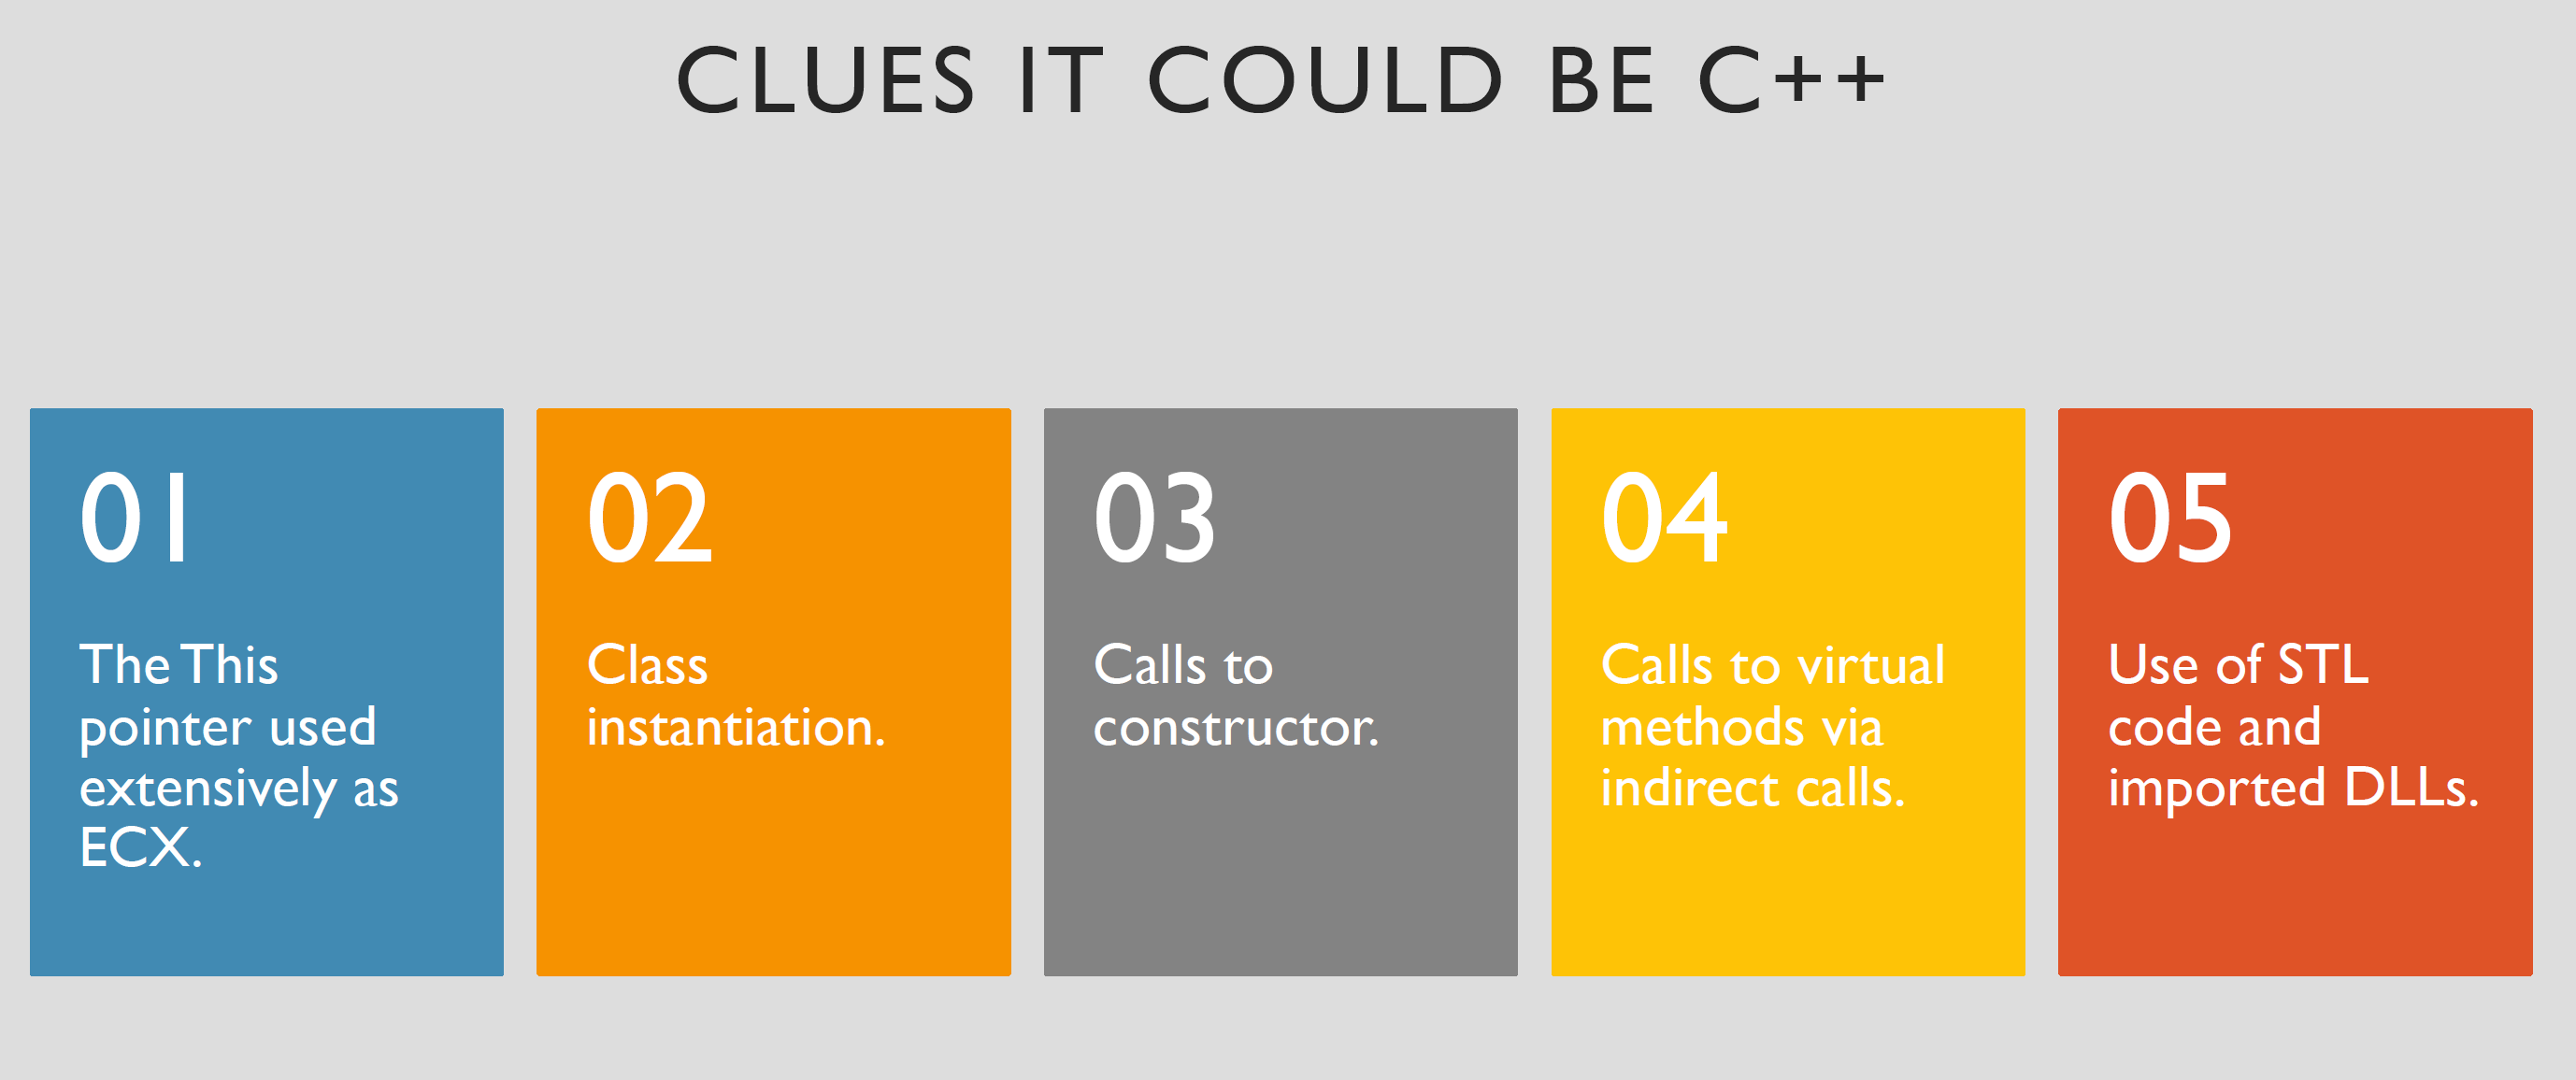 CLUES IT COULD BE C++
01
The This
pointer used
extensively as
ECX.
02
Class
instantiation.
03
Calls to
constructor.
04
Calls to virtual
methods via
indirect calls.
05
Use of STL
code and
imported DLLs.